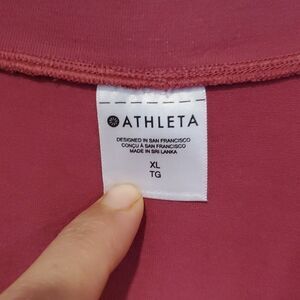 ATHLETA
DESIGNED IN SAN FRANCISCO
CONÇU À SAN FRANCISCO
MADE IN SRI LANKA
XL
TG